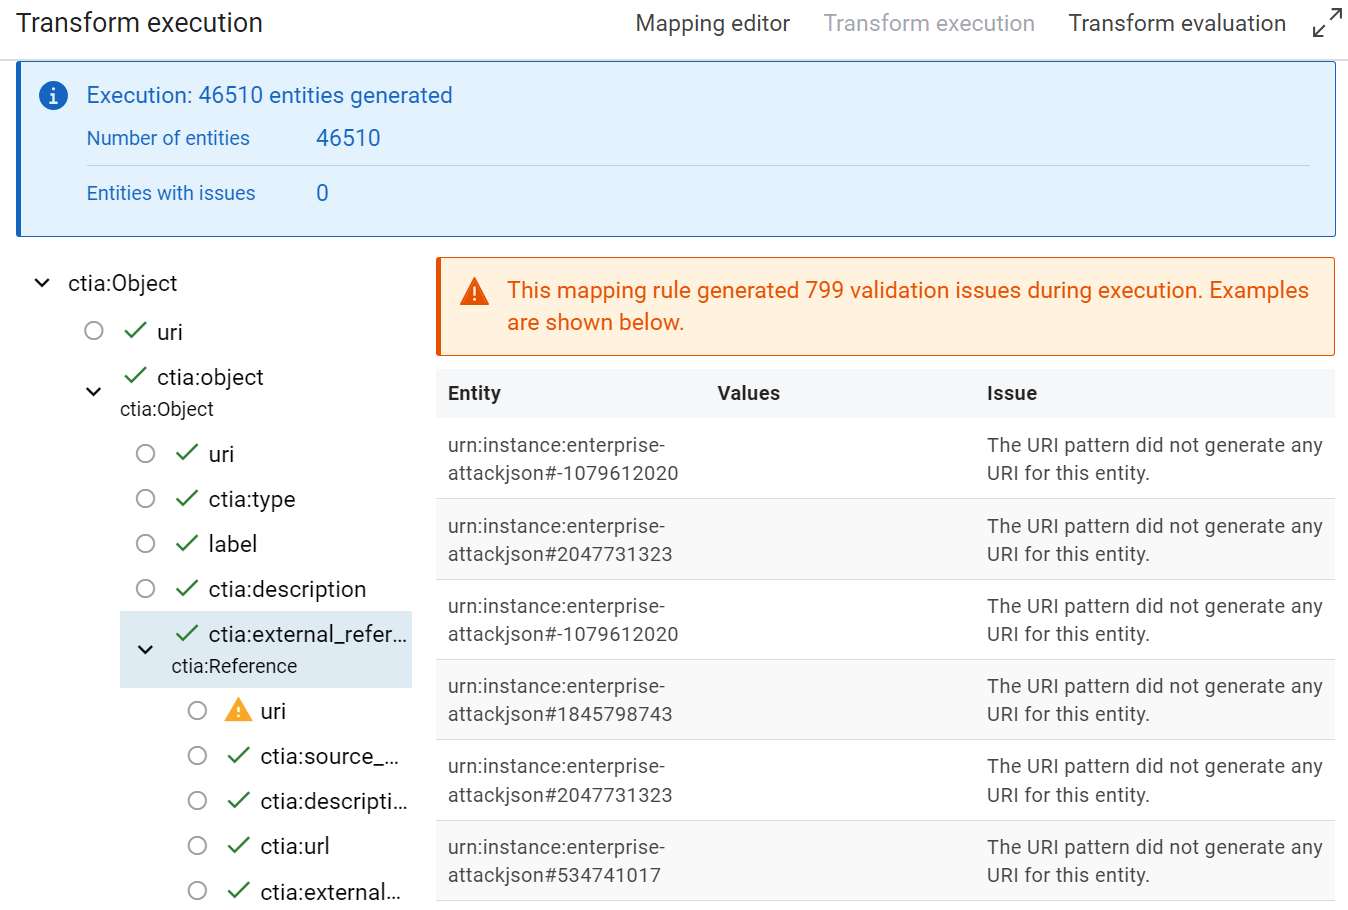 Transform execution
Mapping editor
Transform execution
Transform evaluation
Execution: 46510 entities generated
Number of entities 46510
Entities with issues 0
ctia:Object
uri
ctia:object
ctia:Object
uri
ctia:type
label
ctia:description
ctia:external_refer...
ctia:Reference
uri
ctia:source_...
ctia:descripti...
ctia:url
ctia:external...
This mapping rule generated 799 validation issues during execution. Examples
are shown below.
Entity Values Issue
urn:instance:enterprise-
attackjson#-1079612020
The URI pattern did not generate any
URI for this entity.
urn:instance:enterprise-
attackjson#2047731323
The URI pattern did not generate any
URI for this entity.
urn:instance:enterprise-
attackjson#-1079612020
The URI pattern did not generate any
URI for this entity.
urn:instance:enterprise-
attackjson#1845798743
The URI pattern did not generate any
URI for this entity.
urn:instance:enterprise-
attackjson#2047731323
The URI pattern did not generate any
URI for this entity.
urn:instance:enterprise-
attackjson#534741017
The URI pattern did not generate any
URI for this entity.